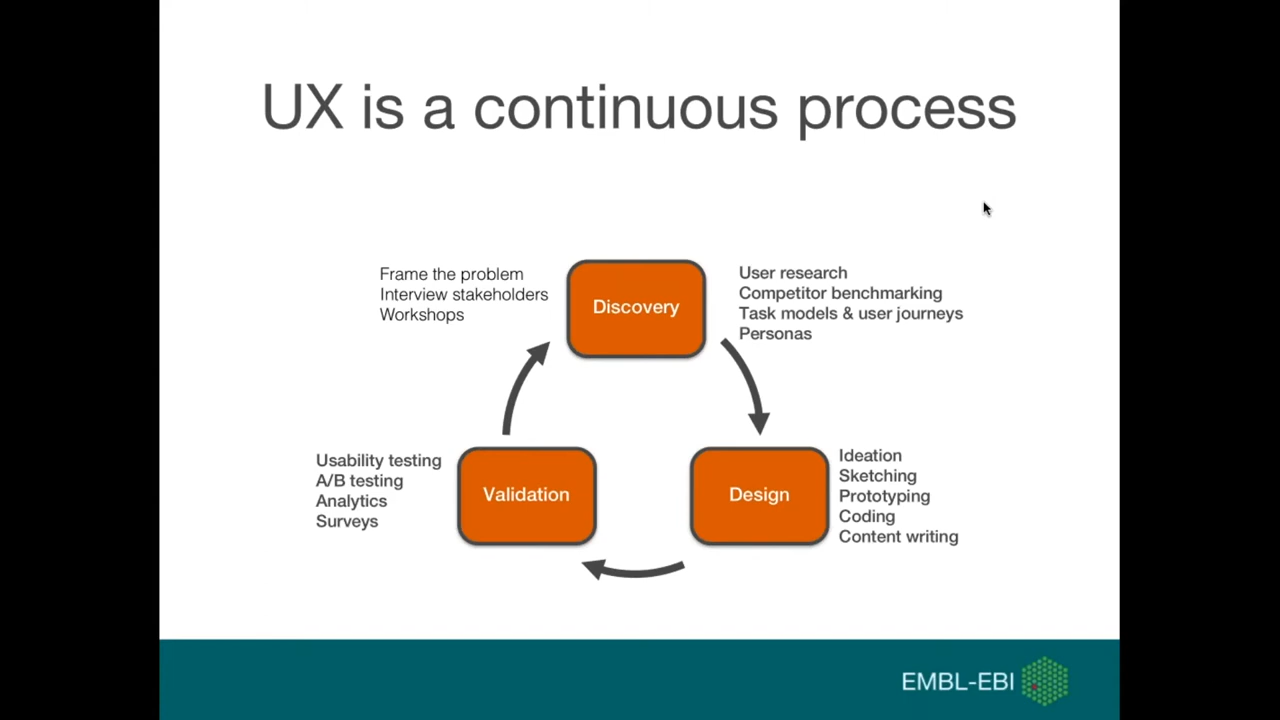 UX is a continuous process
Frame the problem
Interview stakeholders
Workshops
Discovery
User research
Competitor benchmarking
Task models & user journeys
Personas
Usability testing
A/B testing
Analytics
Surveys
Validation
Design
Ideation
Sketching
Prototyping
Coding
Content writing
EMBL-EBI